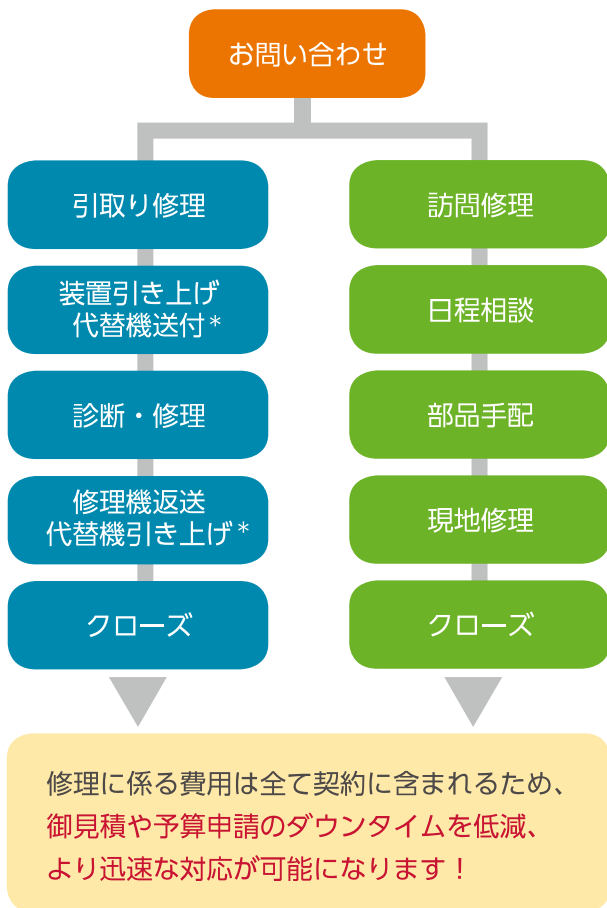 お問い合わせ
引取り修理
装置引き上げ
代替機送付*
診断・修理
修理機返送
代替機引き上げ*
クローズ
訪問修理
日程相談
部品手配
現地修理
クローズ
修理に係る費用は全て契約に含まれるため、
御見積や予算申請のダウンタイムを低減、
より迅速な対応が可能になります！